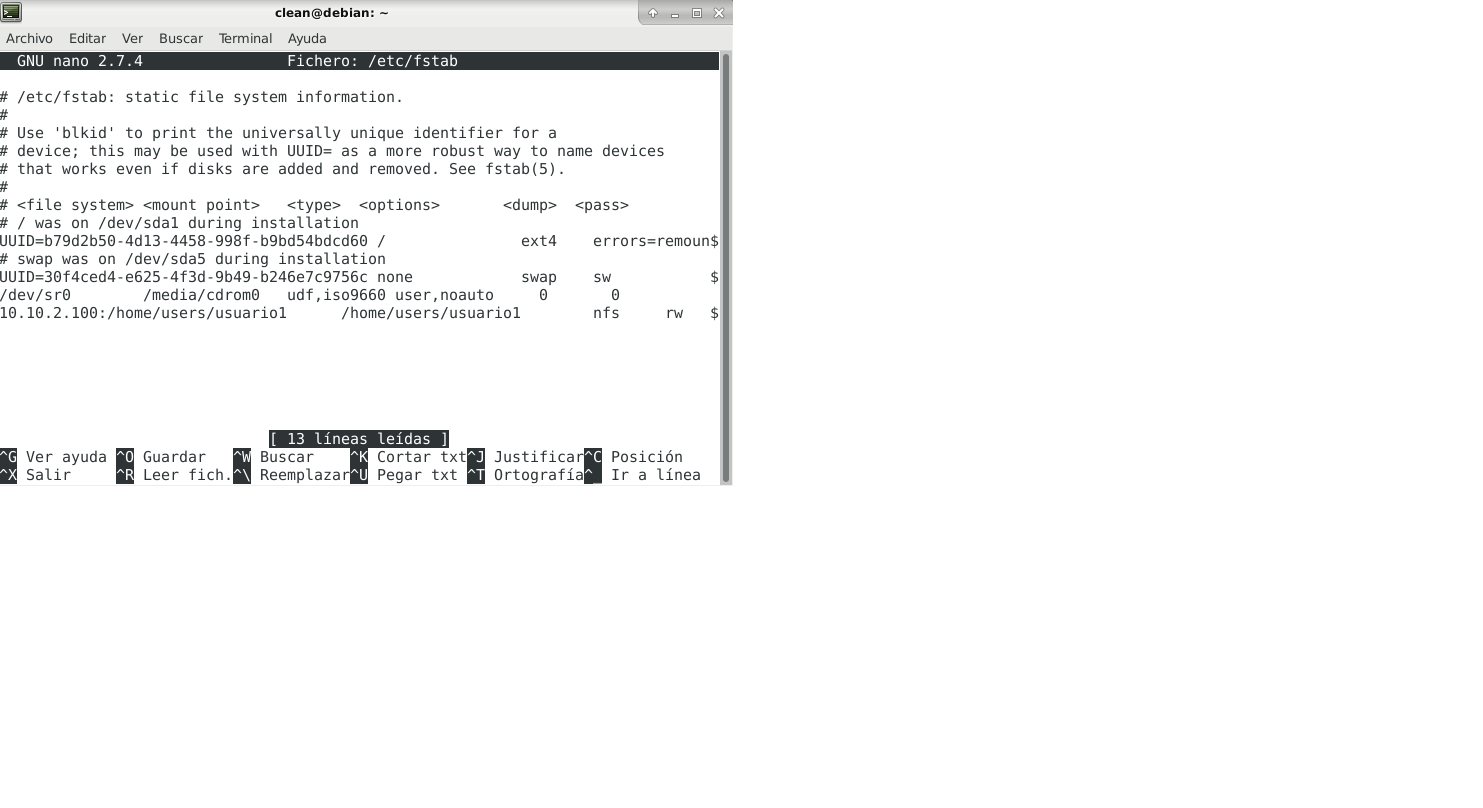 clean@debian: ~
Archivo Editar Ver Buscar Terminal Ayuda
GNU nano 2.7.4 Fichero: /etc/fstab
# /etc/fstab: static file system information.
#
# Use 'blkid' to print the universally unique identifier for a
# device; this may be used with UUID= as a more robust way to name devices
# that works even if disks are added and removed. See fstab(5).
#
# <file system> <mount point>   <type>  <options>       <dump>  <pass>
# / was on /dev/sda1 during installation
UUID=b79d2b50-4d13-4458-998f-b9bd54bdcd60 /               ext4    errors=remoun$
# swap was on /dev/sda5 during installation
UUID=30f4ced4-e625-4f3d-9b49-b246e7c9756c none            swap    sw           $
/dev/sr0        /media/cdrom0   udf,iso9660 user,noauto     0       0
10.10.2.100:/home/users/usuario1      /home/users/usuario1        nfs     rw   $
[ 13 líneas leídas ]
^G Ver ayuda ^O Guardar ^W Buscar ^K Cortar txt ^J Justificar ^C Posición
^X Salir ^R Leer fich. ^\ Reemplazar ^U Pegar txt ^T Ortografía ^_ Ir a línea